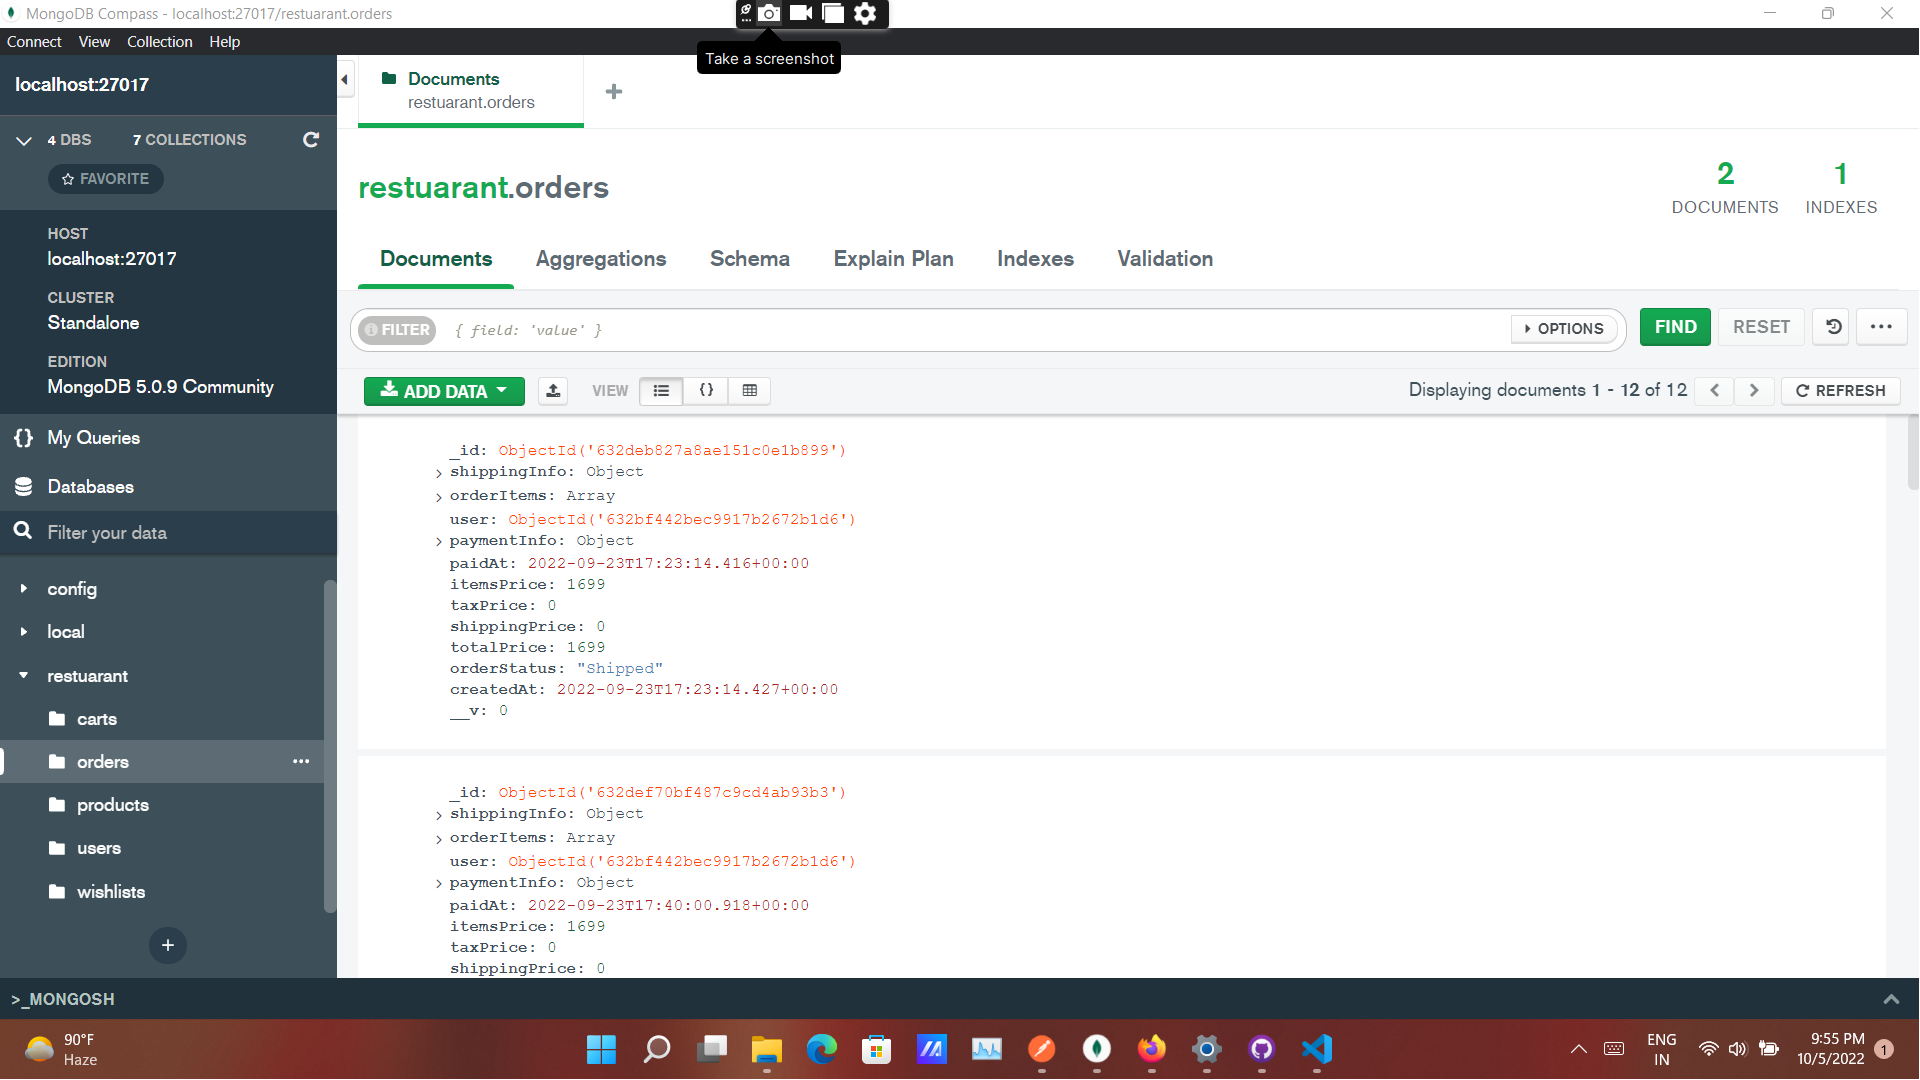 MongoDB Compass - localhost:27017/restuarant.orders
Connect View Collection Help
Take a screenshot
localhost:27017
Documents
restuarant.orders
4 DBS 7 COLLECTIONS
FAVORITE
restuarant.orders
2 DOCUMENTS
1 INDEXES
HOST
localhost:27017
CLUSTER
Standalone
EDITION
MongoDB 5.0.9 Community
Documents Aggregations Schema Explain Plan Indexes Validation
FILTER { field: 'value' } OPTIONS FIND RESET
ADD DATA VIEW {} Displaying documents 1 - 12 of 12 REFRESH
{} My Queries
Databases
Filter your data
config
local
restuarant
carts
orders
products
users
wishlists
+
_id: ObjectId('632deb827a8ae151c0e1b899')
shippingInfo: Object
orderItems: Array
user: ObjectId('632bf442bec9917b2672b1d6')
paymentInfo: Object
paidAt: 2022-09-23T17:23:14.416+00:00
itemsPrice: 1699
taxPrice: 0
shippingPrice: 0
totalPrice: 1699
orderStatus: "Shipped"
createdAt: 2022-09-23T17:23:14.427+00:00
__v: 0
_id: ObjectId('632def70bf487c9cd4ab93b3')
shippingInfo: Object
orderItems: Array
user: ObjectId('632bf442bec9917b2672b1d6')
paymentInfo: Object
paidAt: 2022-09-23T17:40:00.918+00:00
itemsPrice: 1699
taxPrice: 0
shippingPrice: 0
>_MONGOSH
90°F
Haze
ENG
IN
9:55 PM
10/5/2022
1